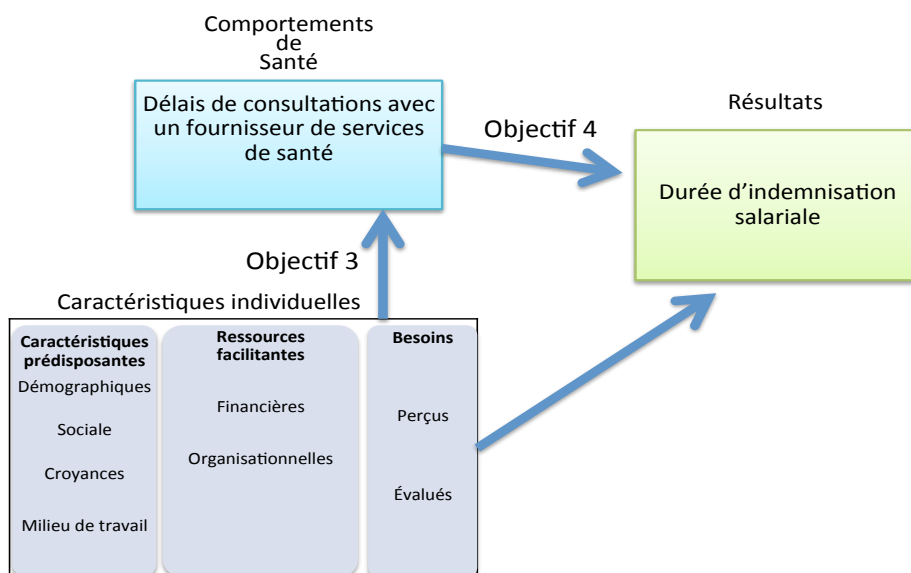 Comportements
de
Santé
Délais de consultations avec
un fournisseur de services
de santé
Objectif 4
Résultats
Durée d'indemnisation
salariale
Objectif 3
Caractéristiques individuelles
Caractéristiques
prédisposantes
Démographiques
Sociale
Croyances
Milieu de travail
Ressources
facilitantes
Financières
Organisationnelles
Besoins
Perçus
Évalués